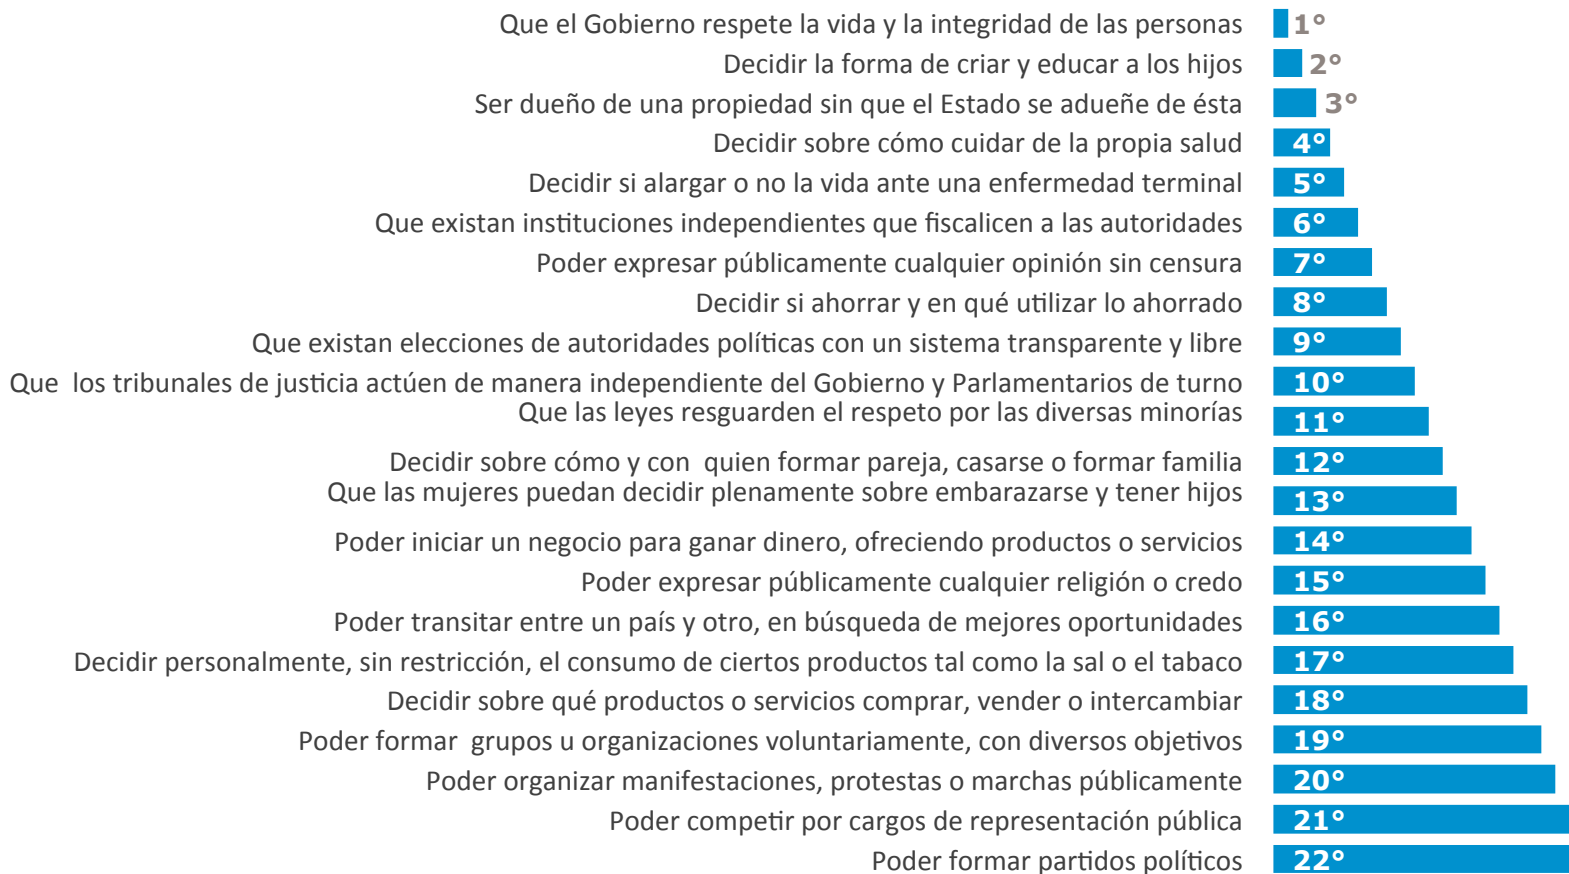 Que el Gobierno respete la vida y la integridad de las personas 1°
Decidir la forma de criar y educar a los hijos 2°
Ser dueño de una propiedad sin que el Estado se adueñe de ésta 3°
Decidir sobre cómo cuidar de la propia salud 4°
Decidir si alargar o no la vida ante una enfermedad terminal 5°
Que existan instituciones independientes que fiscalicen a las autoridades 6°
Poder expresar públicamente cualquier opinión sin censura 7°
Decidir si ahorrar y en qué utilizar lo ahorrado 8°
Que existan elecciones de autoridades políticas con un sistema transparente y libre 9°
Que  los tribunales de justicia actúen de manera independiente del Gobierno y Parlamentarios de turno 10°
Que las leyes resguarden el respeto por las diversas minorías 11°
Decidir sobre cómo y con  quien formar pareja, casarse o formar familia 12°
Que las mujeres puedan decidir plenamente sobre embarazarse y tener hijos 13°
Poder iniciar un negocio para ganar dinero, ofreciendo productos o servicios 14°
Poder expresar públicamente cualquier religión o credo 15°
Poder transitar entre un país y otro, en búsqueda de mejores oportunidades 16°
Decidir personalmente, sin restricción, el consumo de ciertos productos tal como la sal o el tabaco 17°
Decidir sobre qué productos o servicios comprar, vender o intercambiar 18°
Poder formar  grupos u organizaciones voluntariamente, con diversos objetivos 19°
Poder organizar manifestaciones, protestas o marchas públicamente 20°
Poder competir por cargos de representación pública 21°
Poder formar partidos políticos 22°